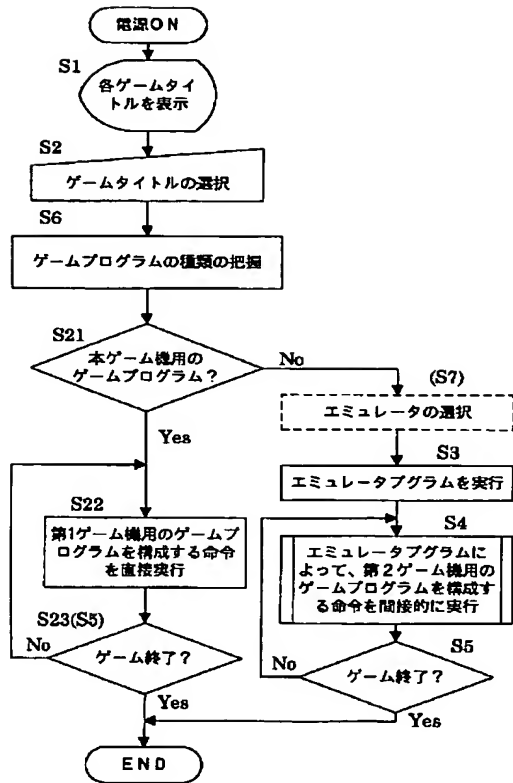 電源ON
S1
各ゲームタイ
トルを表示
S2
ゲームタイトルの選択
S6
ゲームプログラムの種類の把握
S21
本ゲーム機用の
ゲームプログラム？
No
Yes
(S7)
エミュレータの選択
S3
エミュレータプグラムを実行
S22
第1ゲーム機用のゲームプ
ログラムを構成する命令
を直接実行
S4
エミュレータプグラムに
よって、第2ゲーム機用の
ゲームプログラムを構成す
る命令を間接的に実行
S23(S5)
No
ゲーム終了？
Yes
S5
No
ゲーム終了？
Yes
END